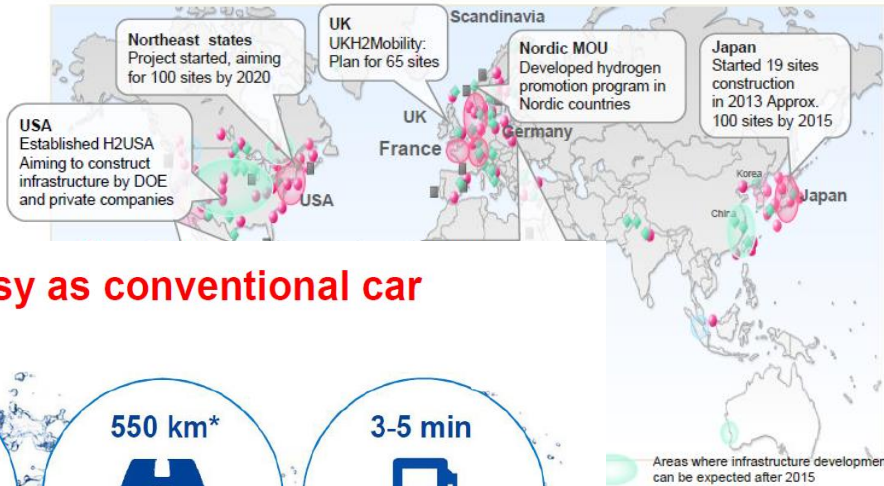 Scandinavia
Northeast states
Project started, aiming
for 100 sites by 2020
UK
UKH2Mobility:
Plan for 65 sites
Nordic MOU
Developed hydrogen
promotion program in
Nordic countries
Japan
Started 19 sites
construction
in 2013 Approx.
100 sites by 2015
USA
Established H2USA
Aiming to construct
infrastructure by DOE
and private companies
UK
Germany
France
USA
Korea
Japan
China
sy as conventional car
550 km*
3-5 min
Areas where infrastructure developmen
can be expected after 2015